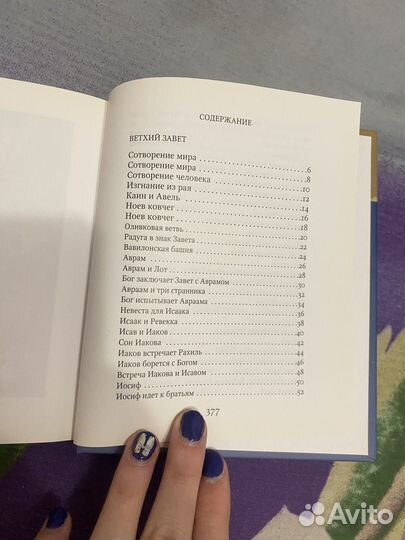 СОДЕРЖАНИЕ
ВЕТХИЙ ЗАВЕТ
Сотворение мира 6
Сотворение мира 8
Сотворение человека 10
Изгнание из рая 12
Каин и Авель 14
Ноев ковчег 16
Ноев ковчег 18
Оливковая ветвь 20
Радуга в знак Завета 22
Вавилонская башня 24
Аврам 26
Аврам и Лот 28
Бог заключает Завет с Аврамом 30
Авраам и три странника 32
Бог испытывает Авраама 34
Невеста для Исаака 36
Исаак и Ревекка 38
Исав и Иаков 40
Сон Иакова 42
Иаков встречает Рахиль 44
Иаков борется с Богом 46
Встреча Иакова и Исавом 48
Иосиф 50
Иосиф идет к братьям 52
377
Avito